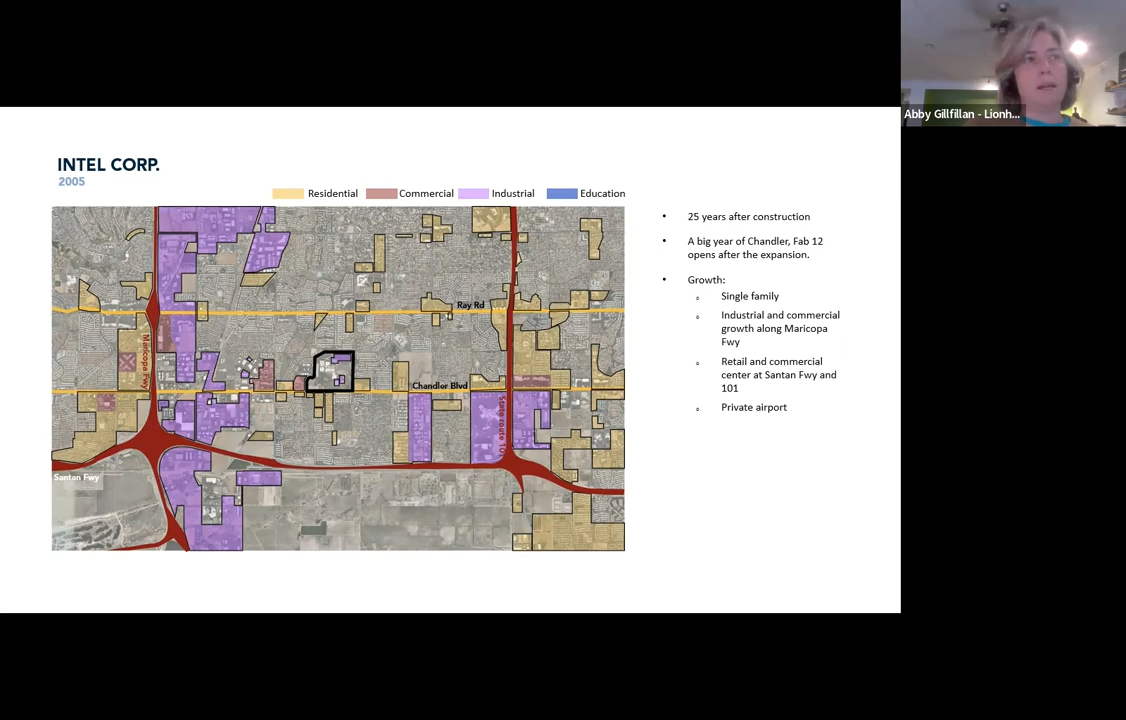 Abby Gillfillan - Lionh...
INTEL CORP.
2005
Residential
Commercial
Industrial
Education
• 25 years after construction
• A big year of Chandler, Fab 12
opens after the expansion.
• Growth:
o Single family
o Industrial and commercial
growth along Maricopa
Fwy
o Retail and commercial
center at Santan Fwy and
101
o Private airport
Ray Rd
Maricopa Fwy
Chandler Blvd
State route 101
Santan Fwy